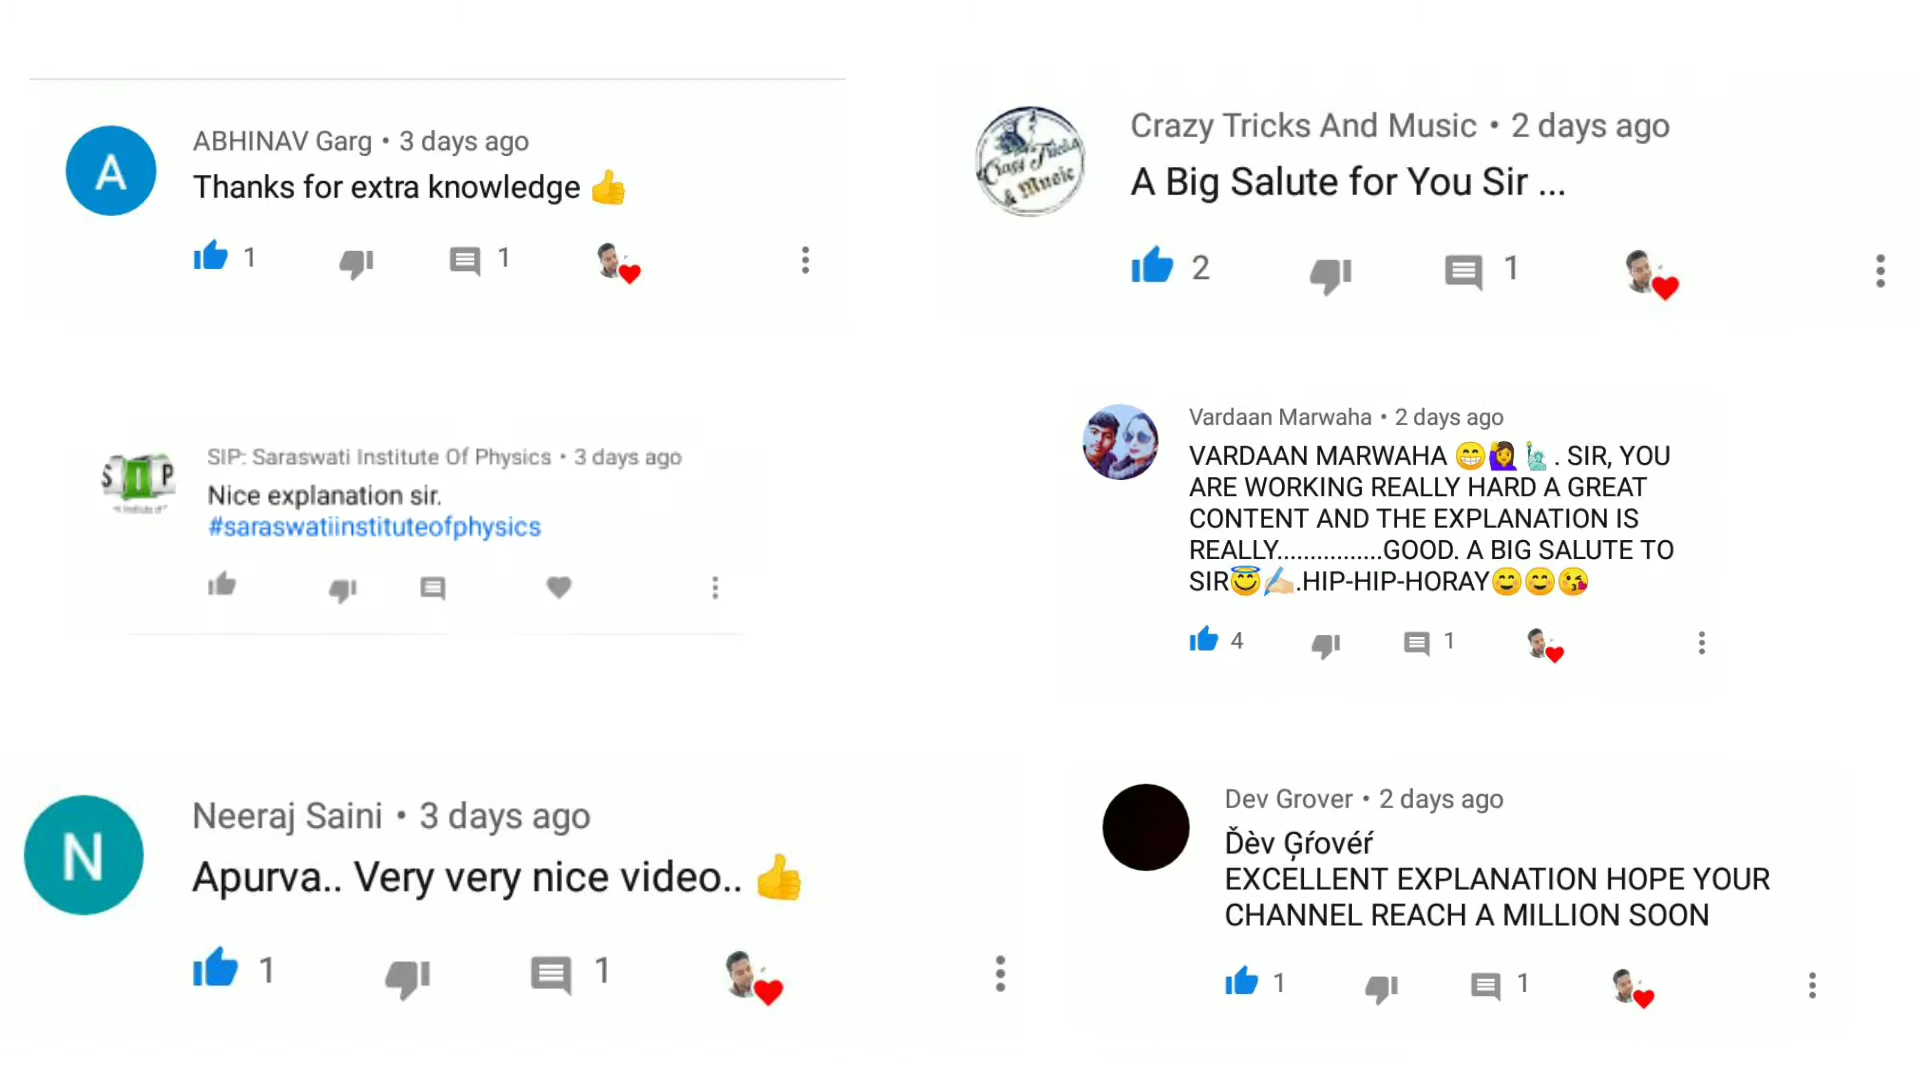 A
ABHINAV Garg • 3 days ago
Thanks for extra knowledge 👍
1
1
Crazy Tricks
& Music
Crazy Tricks And Music • 2 days ago
A Big Salute for You Sir ...
2
1
SIP
SIP: Saraswati Institute Of Physics • 3 days ago
Nice explanation sir.
#saraswatiinstituteofphysics
Vardaan Marwaha • 2 days ago
VARDAAN MARWAHA 😁🙋‍♀️🗽. SIR, YOU
ARE WORKING REALLY HARD A GREAT
CONTENT AND THE EXPLANATION IS
REALLY................GOOD. A BIG SALUTE TO
SIR😇✍🏻.HIP-HIP-HORAY😊😊😘
4
1
N
Neeraj Saini • 3 days ago
Apurva.. Very very nice video.. 👍
1
1
Dev Grover • 2 days ago
Ďèv Ģŕovéŕ
EXCELLENT EXPLANATION HOPE YOUR
CHANNEL REACH A MILLION SOON
1
1